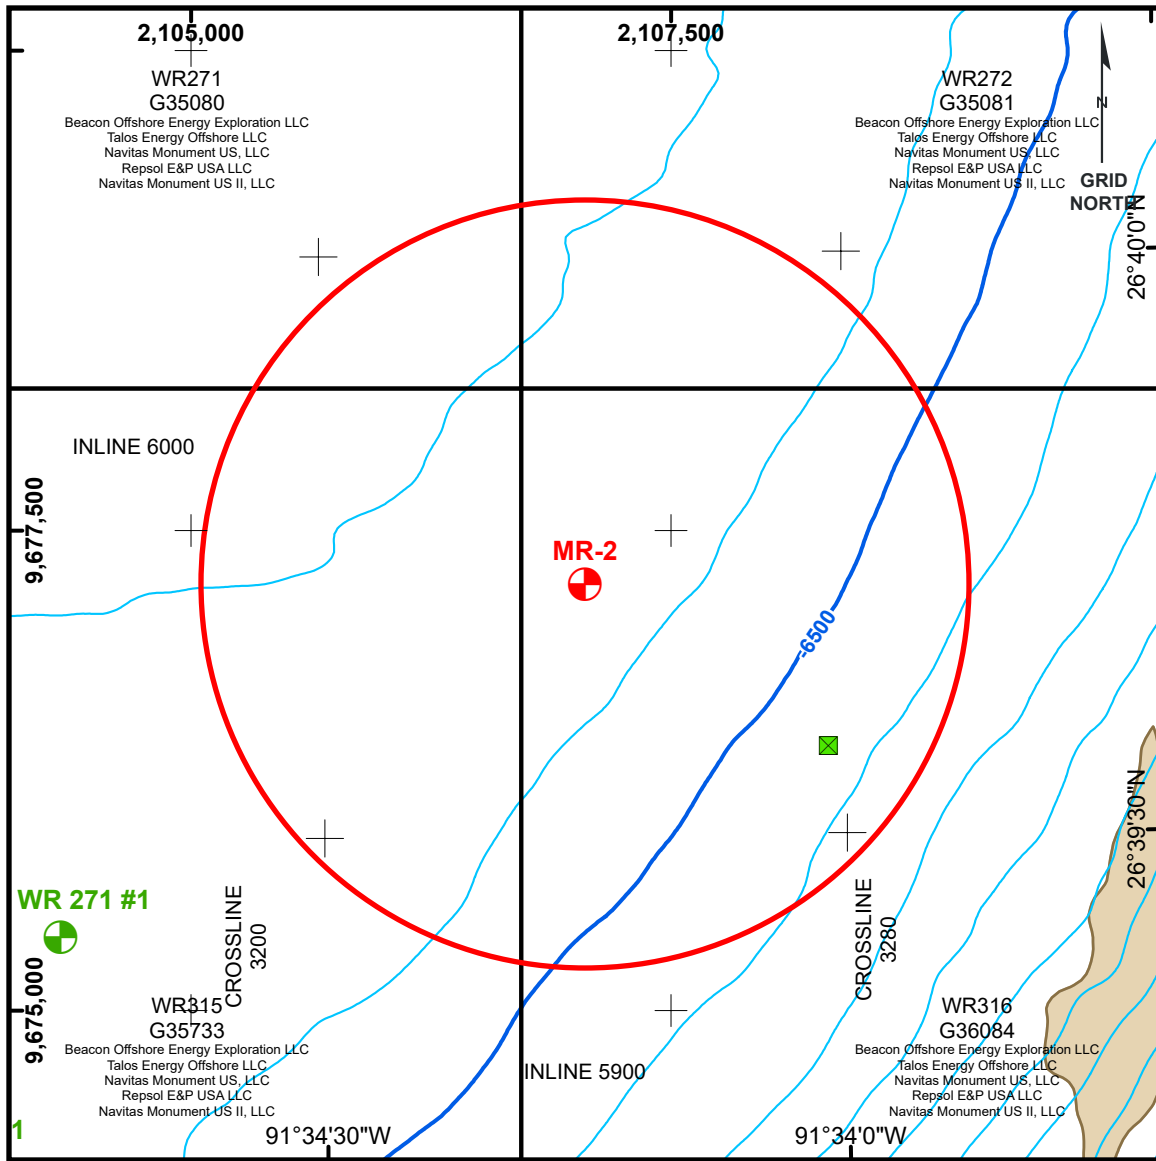 2,105,000
2,107,500
WR271
G35080
Beacon Offshore Energy Exploration LLC
Talos Energy Offshore LLC
Navitas Monument US, LLC
Repsol E&P USA LLC
Navitas Monument US II, LLC
WR272
G35081
Beacon Offshore Energy Exploration LLC
Talos Energy Offshore LLC
Navitas Monument US, LLC
Repsol E&P USA LLC
Navitas Monument US II, LLC
N
GRID
NORTH
26°40'0"N
INLINE 6000
9,677,500
MR-2
-6500
26°39'30"N
WR 271 #1
CROSSLINE
3200
CROSSLINE
3280
9,675,000
WR315
G35733
Beacon Offshore Energy Exploration LLC
Talos Energy Offshore LLC
Navitas Monument US, LLC
Repsol E&P USA LLC
Navitas Monument US II, LLC
WR316
G36084
Beacon Offshore Energy Exploration LLC
Talos Energy Offshore LLC
Navitas Monument US, LLC
Repsol E&P USA LLC
Navitas Monument US II, LLC
INLINE 5900
1
91°34'30"W
91°34'0"W